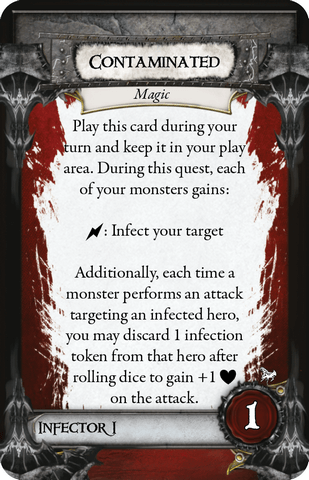 Contaminated
Magic
Play this card during your
turn and keep it in your play
area. During this quest, each
of your monsters gains:
: Infect your target
Additionally, each time a
monster performs an attack
targeting an infected hero,
you may discard 1 infection
token from that hero after
rolling dice to gain +1 ♥
on the attack.
1
Infector I